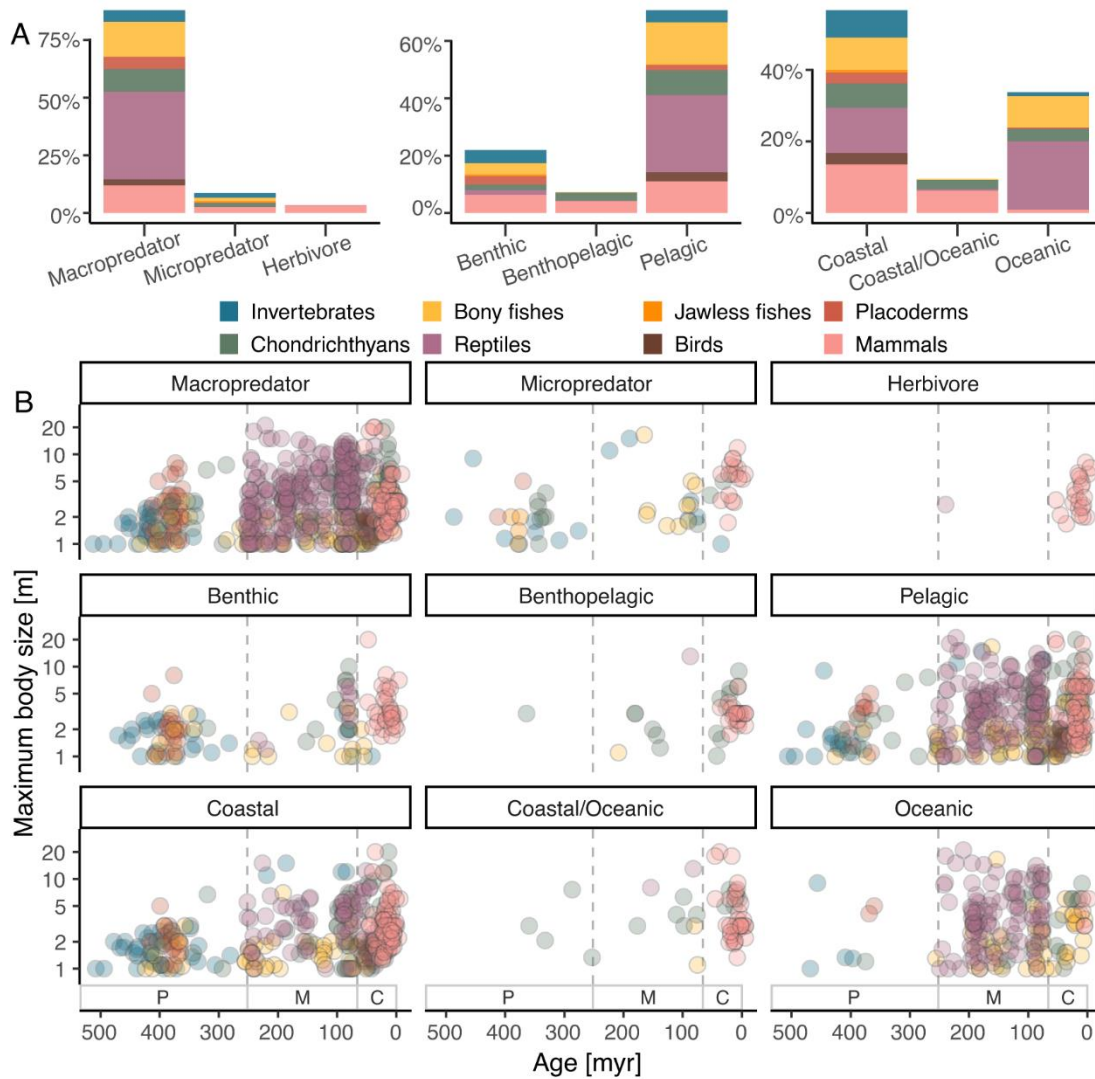 A
75%
50%
25%
0%
Macropredator
Micropredator
Herbivore
60%
40%
20%
0%
Benthic
Benthopelagic
Pelagic
40%
20%
0%
Coastal
Coastal/Oceanic
Oceanic
Invertebrates Bony fishes Jawless fishes Placoderms
Chondrichthyans Reptiles Birds Mammals
B
Maximum body size [m]
Macropredator Micropredator Herbivore
20
10
5
2
1
Benthic Benthopelagic Pelagic
20
10
5
2
1
Coastal Coastal/Oceanic Oceanic
20
10
5
2
1
P M C P M C P M C
500 400 300 200 100 0 500 400 300 200 100 0 500 400 300 200 100 0
Age [myr]